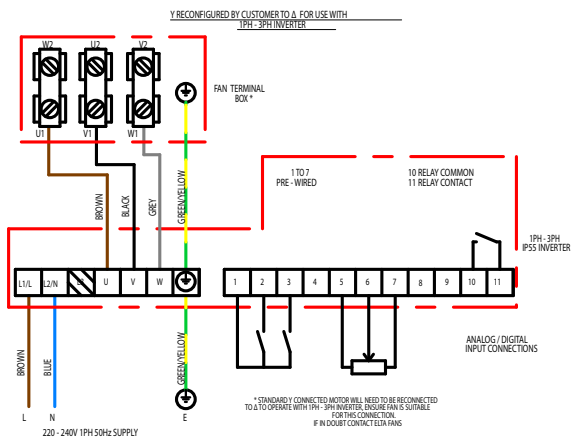 Y RECONFIGURED BY CUSTOMER TO Δ FOR USE WITH
1PH - 3PH INVERTER
W2 U2 V2
FAN TERMINAL
BOX *
U1 V1 W1
1 TO 7
PRE - WIRED
10 RELAY COMMON
11 RELAY CONTACT
BROWN
BLACK
GREY
GREEN/YELLOW
1PH - 3PH
IP55 INVERTER
L1/L L2/N L3 U V W
1 2 3 4 5 6 7 8 9 10 11
BROWN
BLUE
GREEN/YELLOW
ANALOG / DIGITAL
INPUT CONNECTIONS
L N E
220 - 240V 1PH 50Hz SUPPLY
* STANDARD Y CONNECTED MOTOR WILL NEED TO BE RECONNECTED
TO Δ TO OPERATE WITH 1PH - 3PH INVERTER, ENSURE FAN IS SUITABLE
FOR THIS CONNECTION.
IF IN DOUBT CONTACT ELTA FANS